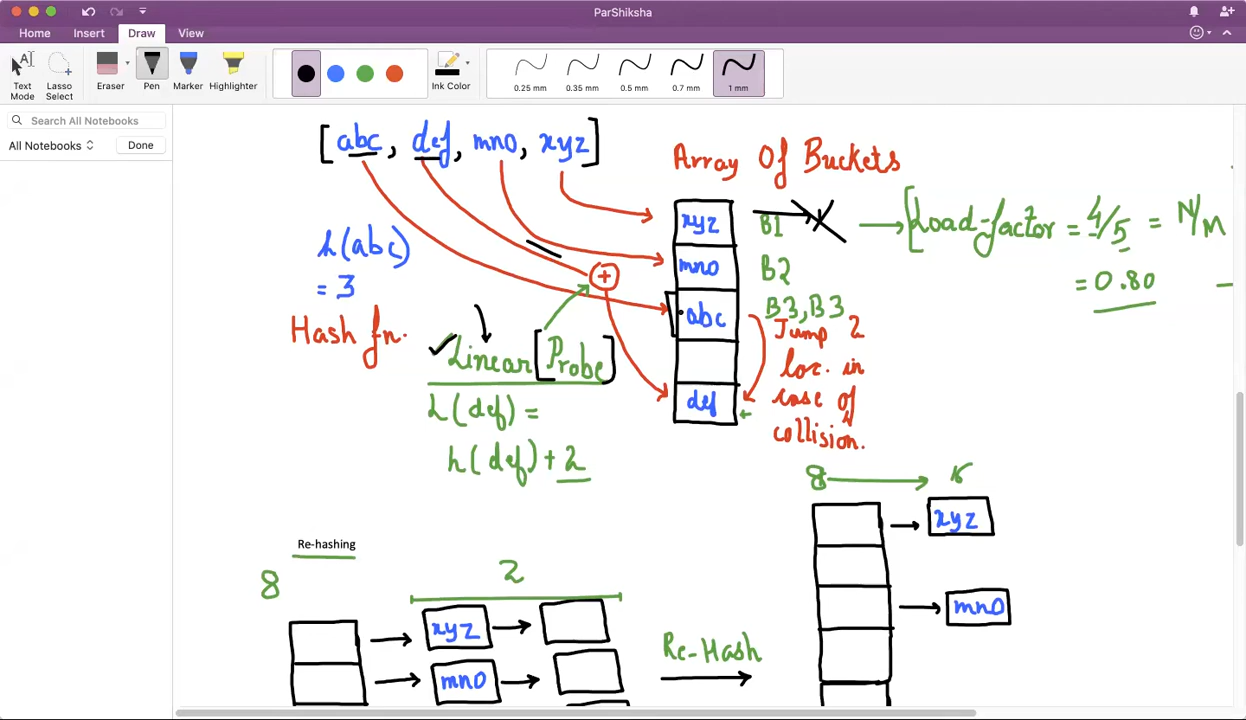 ParShiksha
Home Insert Draw View
Text Mode
Lasso Select
Eraser
Pen
Marker
Highlighter
Ink Color
0.25 mm
0.35 mm
0.5 mm
0.7 mm
1 mm
Search All Notebooks
All Notebooks
Done
[abc, def, mno, xyz]
Array Of Buckets
xyz B1
Load-factor = 4/5 = N/M
= 0.80
mno B2
abc B3, B3
def
Jump 2
loc. in
case of
collision.
h(abc)
= 3
Hash fn.
Linear [Probe]
h(def) =
h(def) + 2
Re-hashing
8
2
xyz
mno
Re-Hash
8
xyz
mno